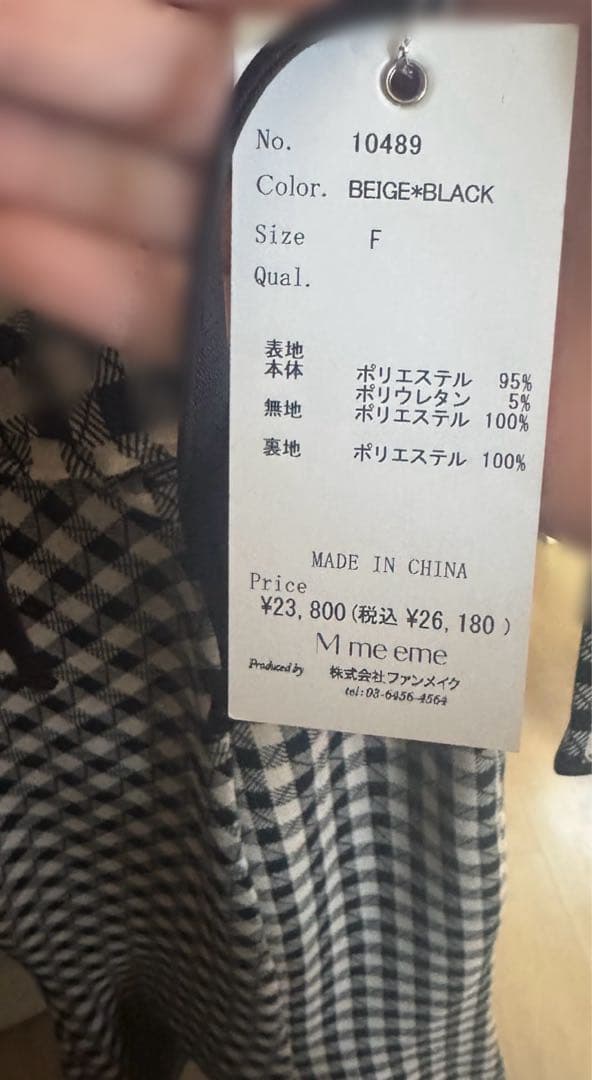 No. 10489
Color. BEIGE*BLACK
Size F
Qual.
表地
本体 ポリエステル 95%
ポリウレタン 5%
無地 ポリエステル 100%
裏地 ポリエステル 100%
MADE IN CHINA
Price
¥23,800(税込 ¥26,180 )
M me eme
Produced by 株式会社ファンメイク
tel:03-6456-4564